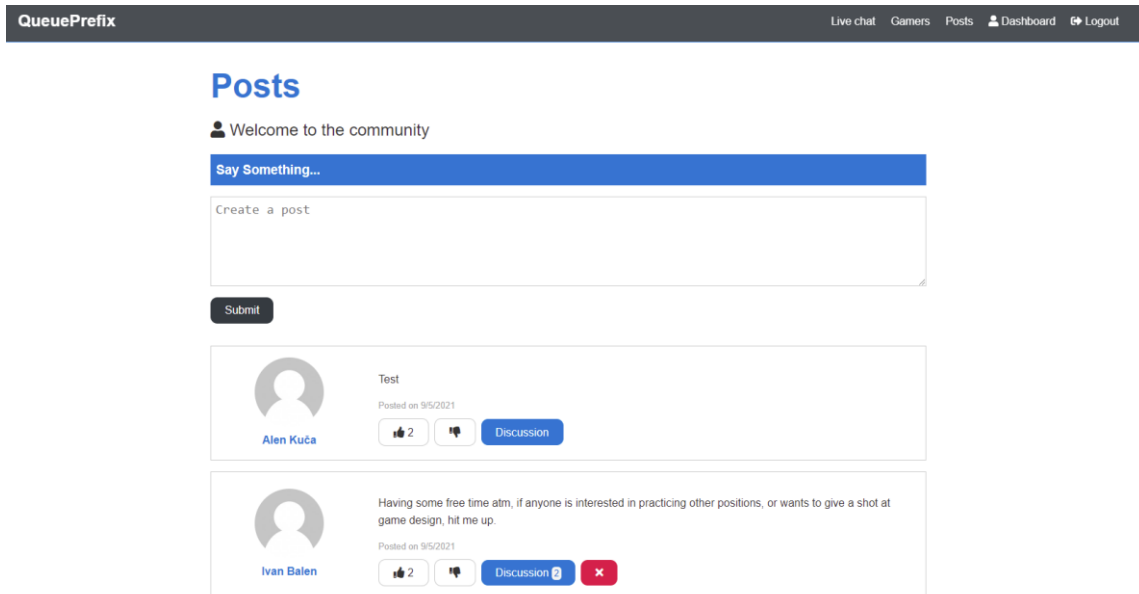 QueuePrefix
Live chat Gamers Posts Dashboard Logout
Posts
Welcome to the community
Say Something...
Create a post
Submit
Test
Posted on 9/5/2021
Alen Kuča
2 Discussion
Having some free time atm, if anyone is interested in practicing other positions, or wants to give a shot at
game design, hit me up.
Posted on 9/5/2021
Ivan Balen
2 Discussion 2